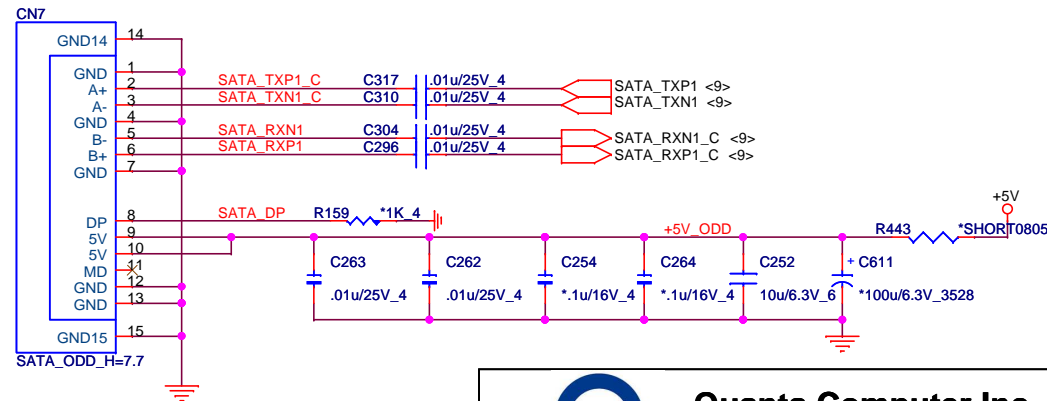 CN7
GND14 14
GND 1
A+ 2 SATA_TXP1_C C317 .01u/25V_4 SATA_TXP1 <9>
A- 3 SATA_TXN1_C C310 .01u/25V_4 SATA_TXN1 <9>
GND 4
B- 5 SATA_RXN1 C304 .01u/25V_4 SATA_RXN1_C <9>
B+ 6 SATA_RXP1 C296 .01u/25V_4 SATA_RXP1_C <9>
GND 7
+5V
DP 8 SATA_DP R159 *1K_4
5V 9 +5V_ODD R443 *SHORT0805
5V 10
MD 11
GND 12
GND 13
C263 C262 C254 C264 C252 + C611
.01u/25V_4 .01u/25V_4 *.1u/16V_4 *.1u/16V_4 10u/6.3V_6 *100u/6.3V_3528
GND15 15
SATA_ODD_H=7.7
Quanta Computer Inc